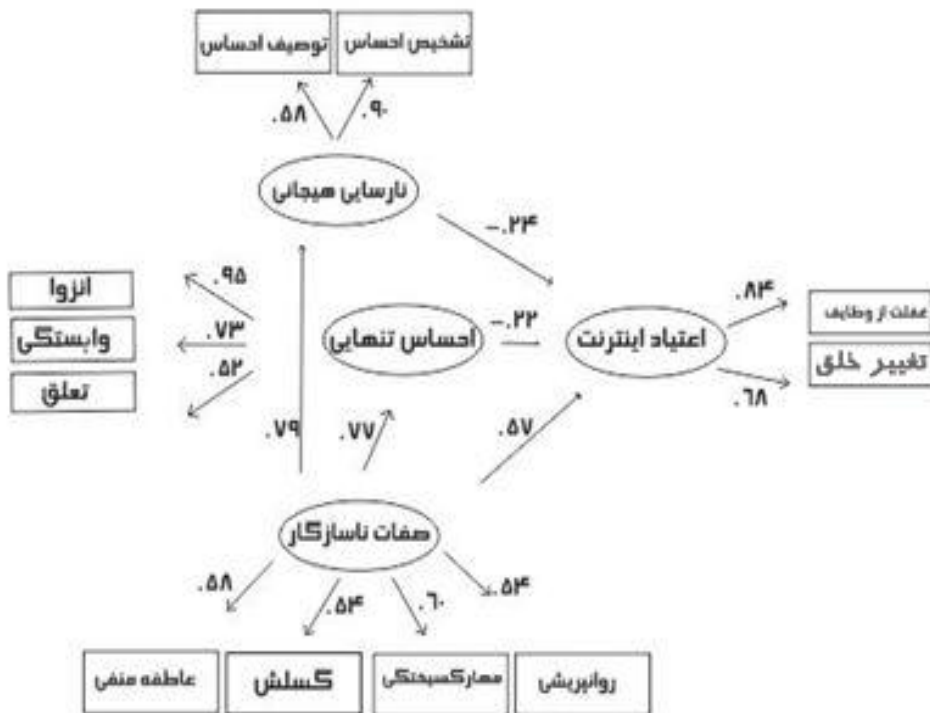 توصیف احساس
تشخیص احساس
.۵۸
.۹۰
نارسایی هیجانی
-.۲۴
انزوا
.۹۵
.۸۴
غفلت از وظایف
وابستگی
.۷۳
احساس تنهایی
-.۲۲
اعتیاد اینترنت
تغییر خلق
تعلق
.۵۲
.۶۸
.۷۹
.۷۷
.۵۷
صفات ناسازگار
.۵۸
.۵۴
.۶۰
.۵۴
عاطفه منفی
گسلش
مهارگسیختگی
روانپریشی